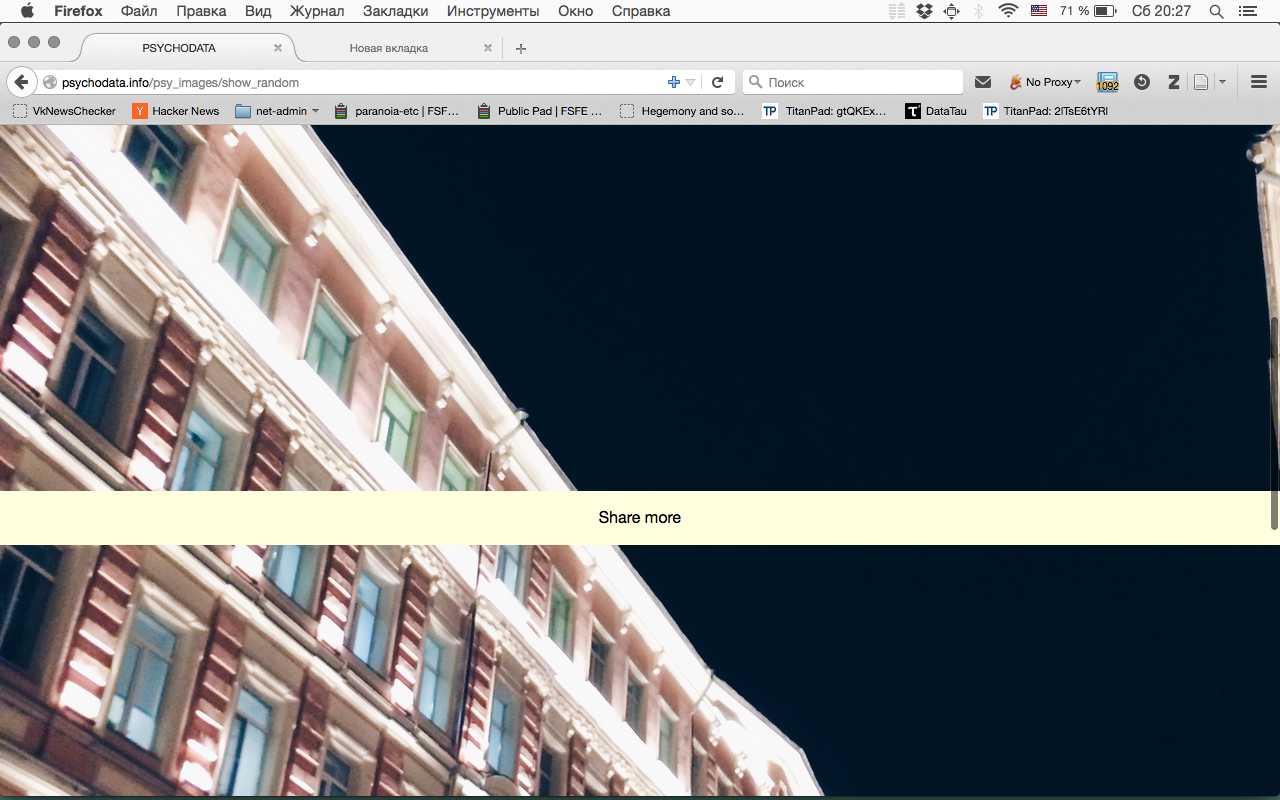 Firefox Файл Правка Вид Журнал Закладки Инструменты Окно Справка 71 % Сб 20:27
PSYCHODATA Новая вкладка
psychodata.info/psy_images/show_random Поиск No Proxy 1092 Z
VkNewsChecker Y Hacker News net-admin paranoia-etc | FSF... Public Pad | FSFE ... Hegemony and so... TP TitanPad: gtQKEx... T DataTau TP TitanPad: 2lTsE6tYRl
Share more